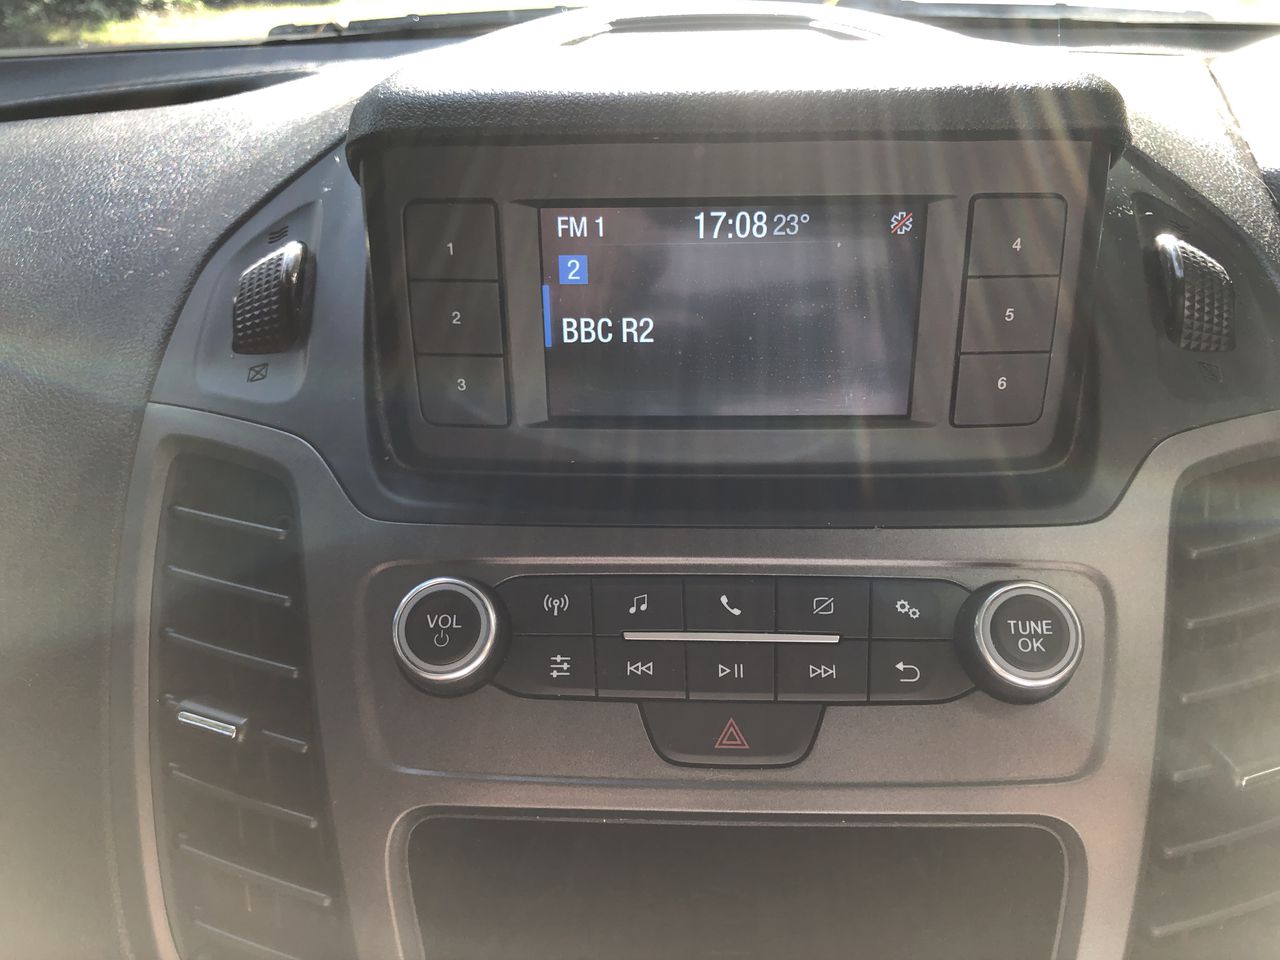 FM 1 17:08 23°
2
BBC R2
1
2
3
4
5
6
VOL
TUNE
OK